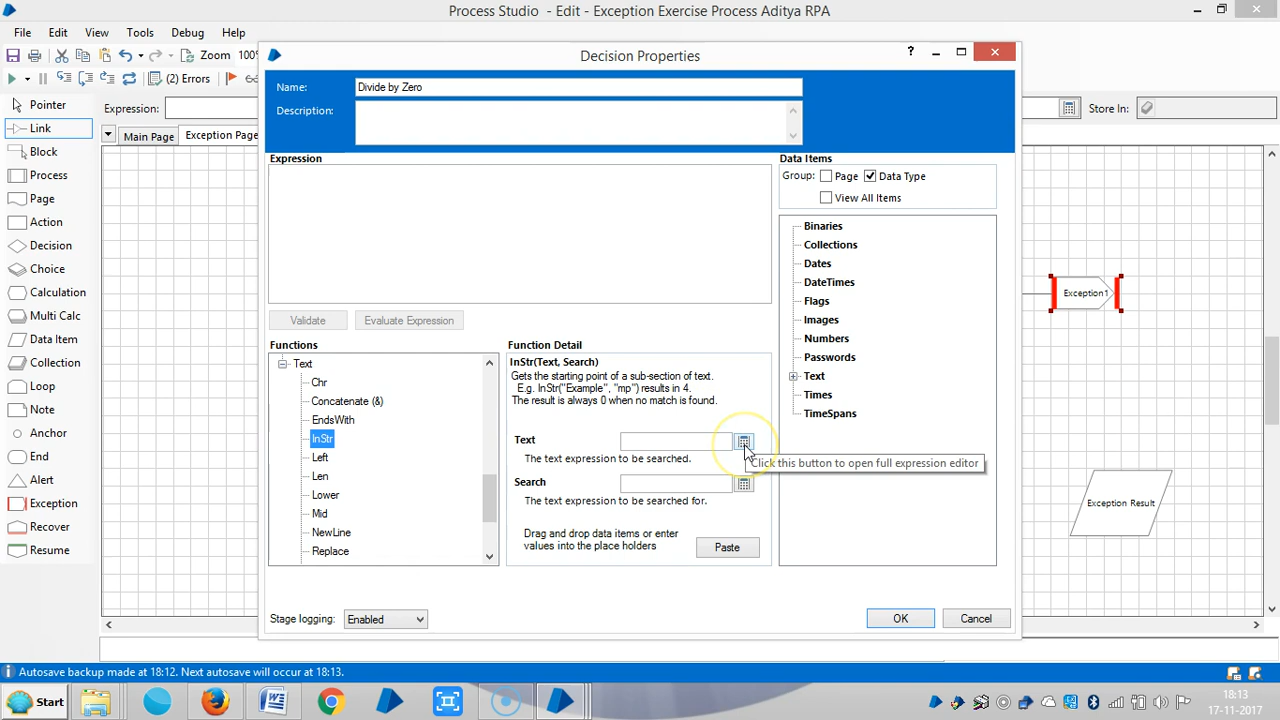 Process Studio - Edit - Exception Exercise Process Aditya RPA
File Edit View Tools Debug Help
Zoom 100%
(2) Errors
Expression:
Store In:
Main Page
Exception Page
Pointer
Link
Block
Process
Page
Action
Decision
Choice
Calculation
Multi Calc
Data Item
Collection
Loop
Note
Anchor
End
Alert
Exception
Recover
Resume
Decision Properties
?
Name:
Divide by Zero
Description:
Expression
Validate
Evaluate Expression
Functions
Text
Chr
Concatenate (&)
EndsWith
InStr
Left
Len
Lower
Mid
NewLine
Replace
Function Detail
InStr(Text, Search)
Gets the starting point of a sub-section of text.
E.g. InStr("Example", "mp") results in 4.
The result is always 0 when no match is found.
Text
The text expression to be searched.
Search
The text expression to be searched for.
Drag and drop data items or enter
values into the place holders
Paste
Click this button to open full expression editor
Data Items
Group: Page Data Type
View All Items
Binaries
Collections
Dates
DateTimes
Flags
Images
Numbers
Passwords
Text
Times
TimeSpans
Stage logging:
Enabled
OK
Cancel
Exception1
Exception Result
Autosave backup made at 18:12. Next autosave will occur at 18:13.
Start
18:13
17-11-2017